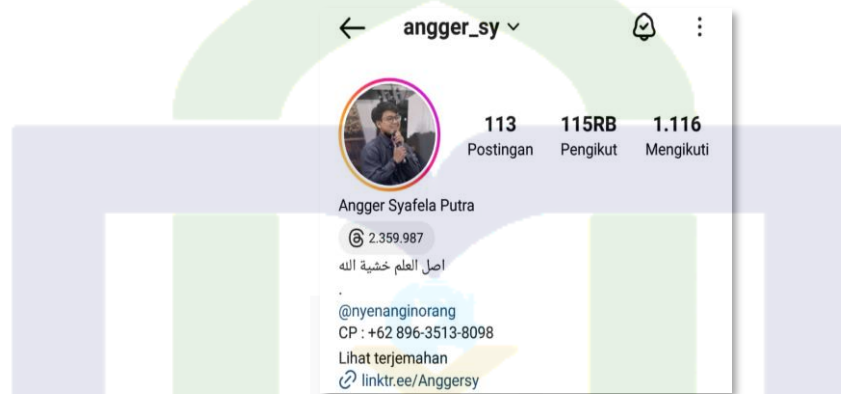 angger_sy
113 115RB 1.116
Postingan Pengikut Mengikuti
Angger Syafela Putra
2.359.987
اصل العلم خشية الله
.
@nyenanginorang
CP : +62 896-3513-8098
Lihat terjemahan
linktr.ee/Anggersy